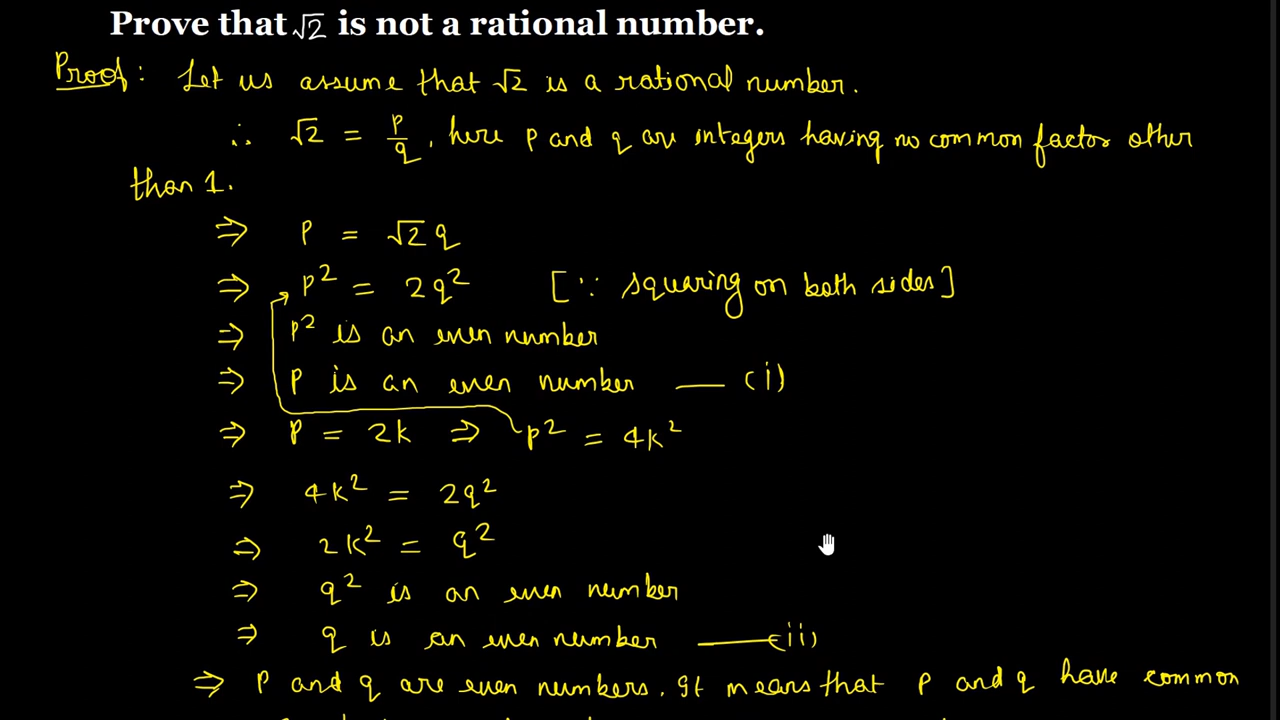 Prove that √2 is not a rational number.
Proof : Let us assume that √2 is a rational number.
∴ √2 = p/q, here p and q are integers having no common factor other
than 1.
⇒ p = √2 q
⇒ p² = 2q² [∵ squaring on both sides]
⇒ p² is an even number
⇒ p is an even number —— (i)
⇒ p = 2k ⇒ p² = 4k²
⇒ 4k² = 2q²
⇒ 2k² = q²
⇒ q² is an even number
⇒ q is an even number ——— (ii)
⇒ p and q are even numbers. It means that p and q have common